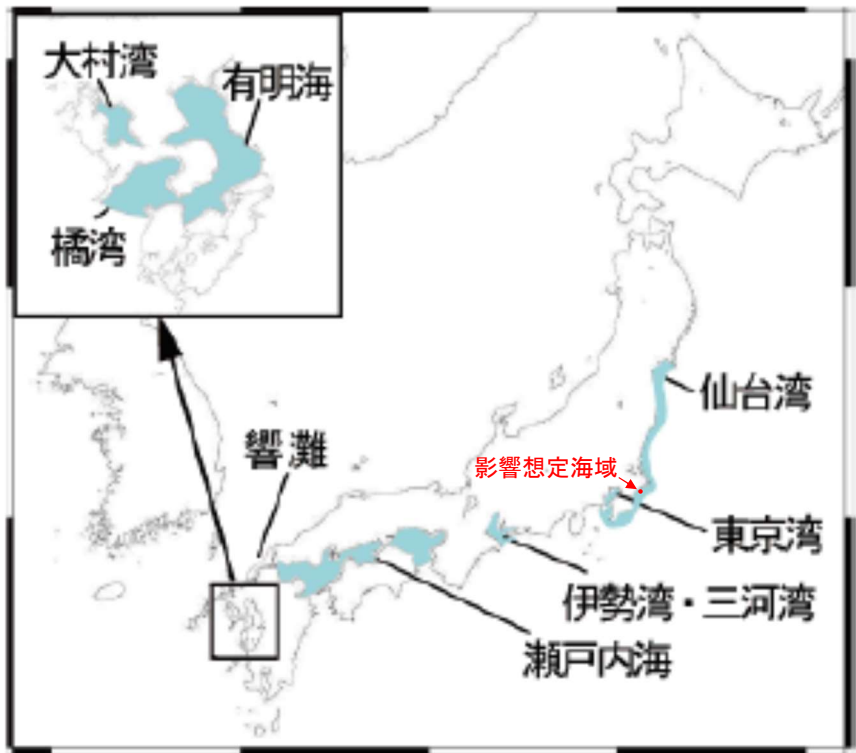 大村湾
有明海
橘湾
仙台湾
響灘
影響想定海域
東京湾
伊勢湾・三河湾
瀬戸内海